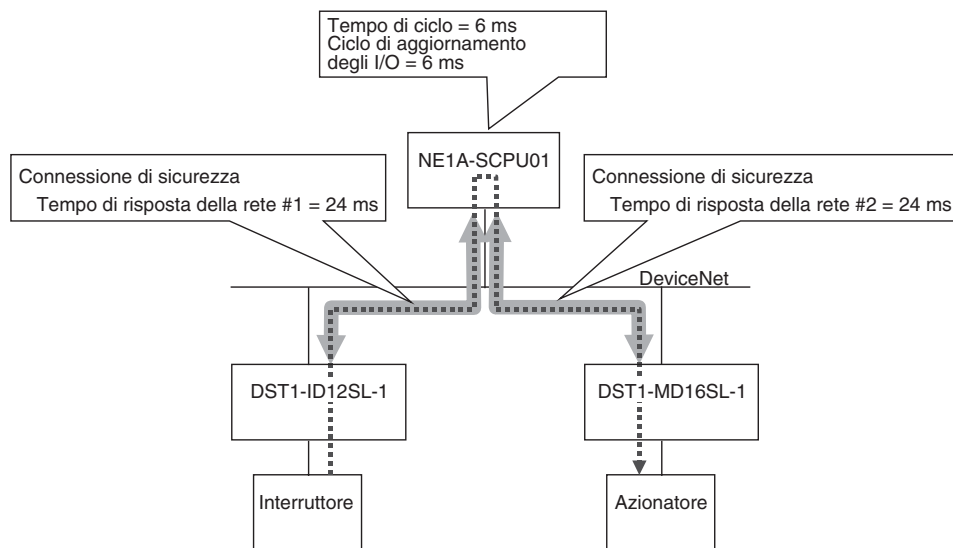 Tempo di ciclo = 6 ms
Ciclo di aggiornamento
degli I/O = 6 ms
NE1A-SCPU01
Connessione di sicurezza
Tempo di risposta della rete #1 = 24 ms
Connessione di sicurezza
Tempo di risposta della rete #2 = 24 ms
DeviceNet
DST1-ID12SL-1
DST1-MD16SL-1
Interruttore
Azionatore